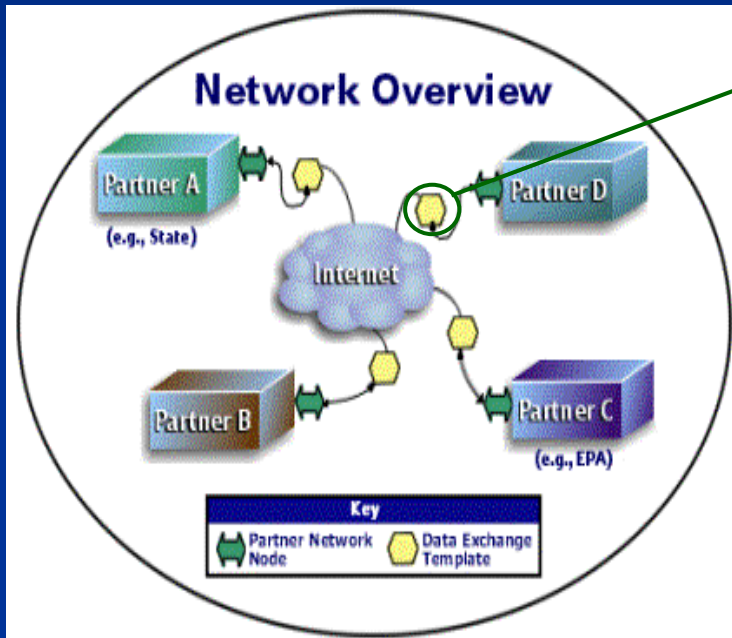 Network Overview
Partner A
(e.g., State)
Partner D
Internet
Partner B
Partner C
(e.g., EPA)
Key
Partner Network
Node
Data Exchange
Template